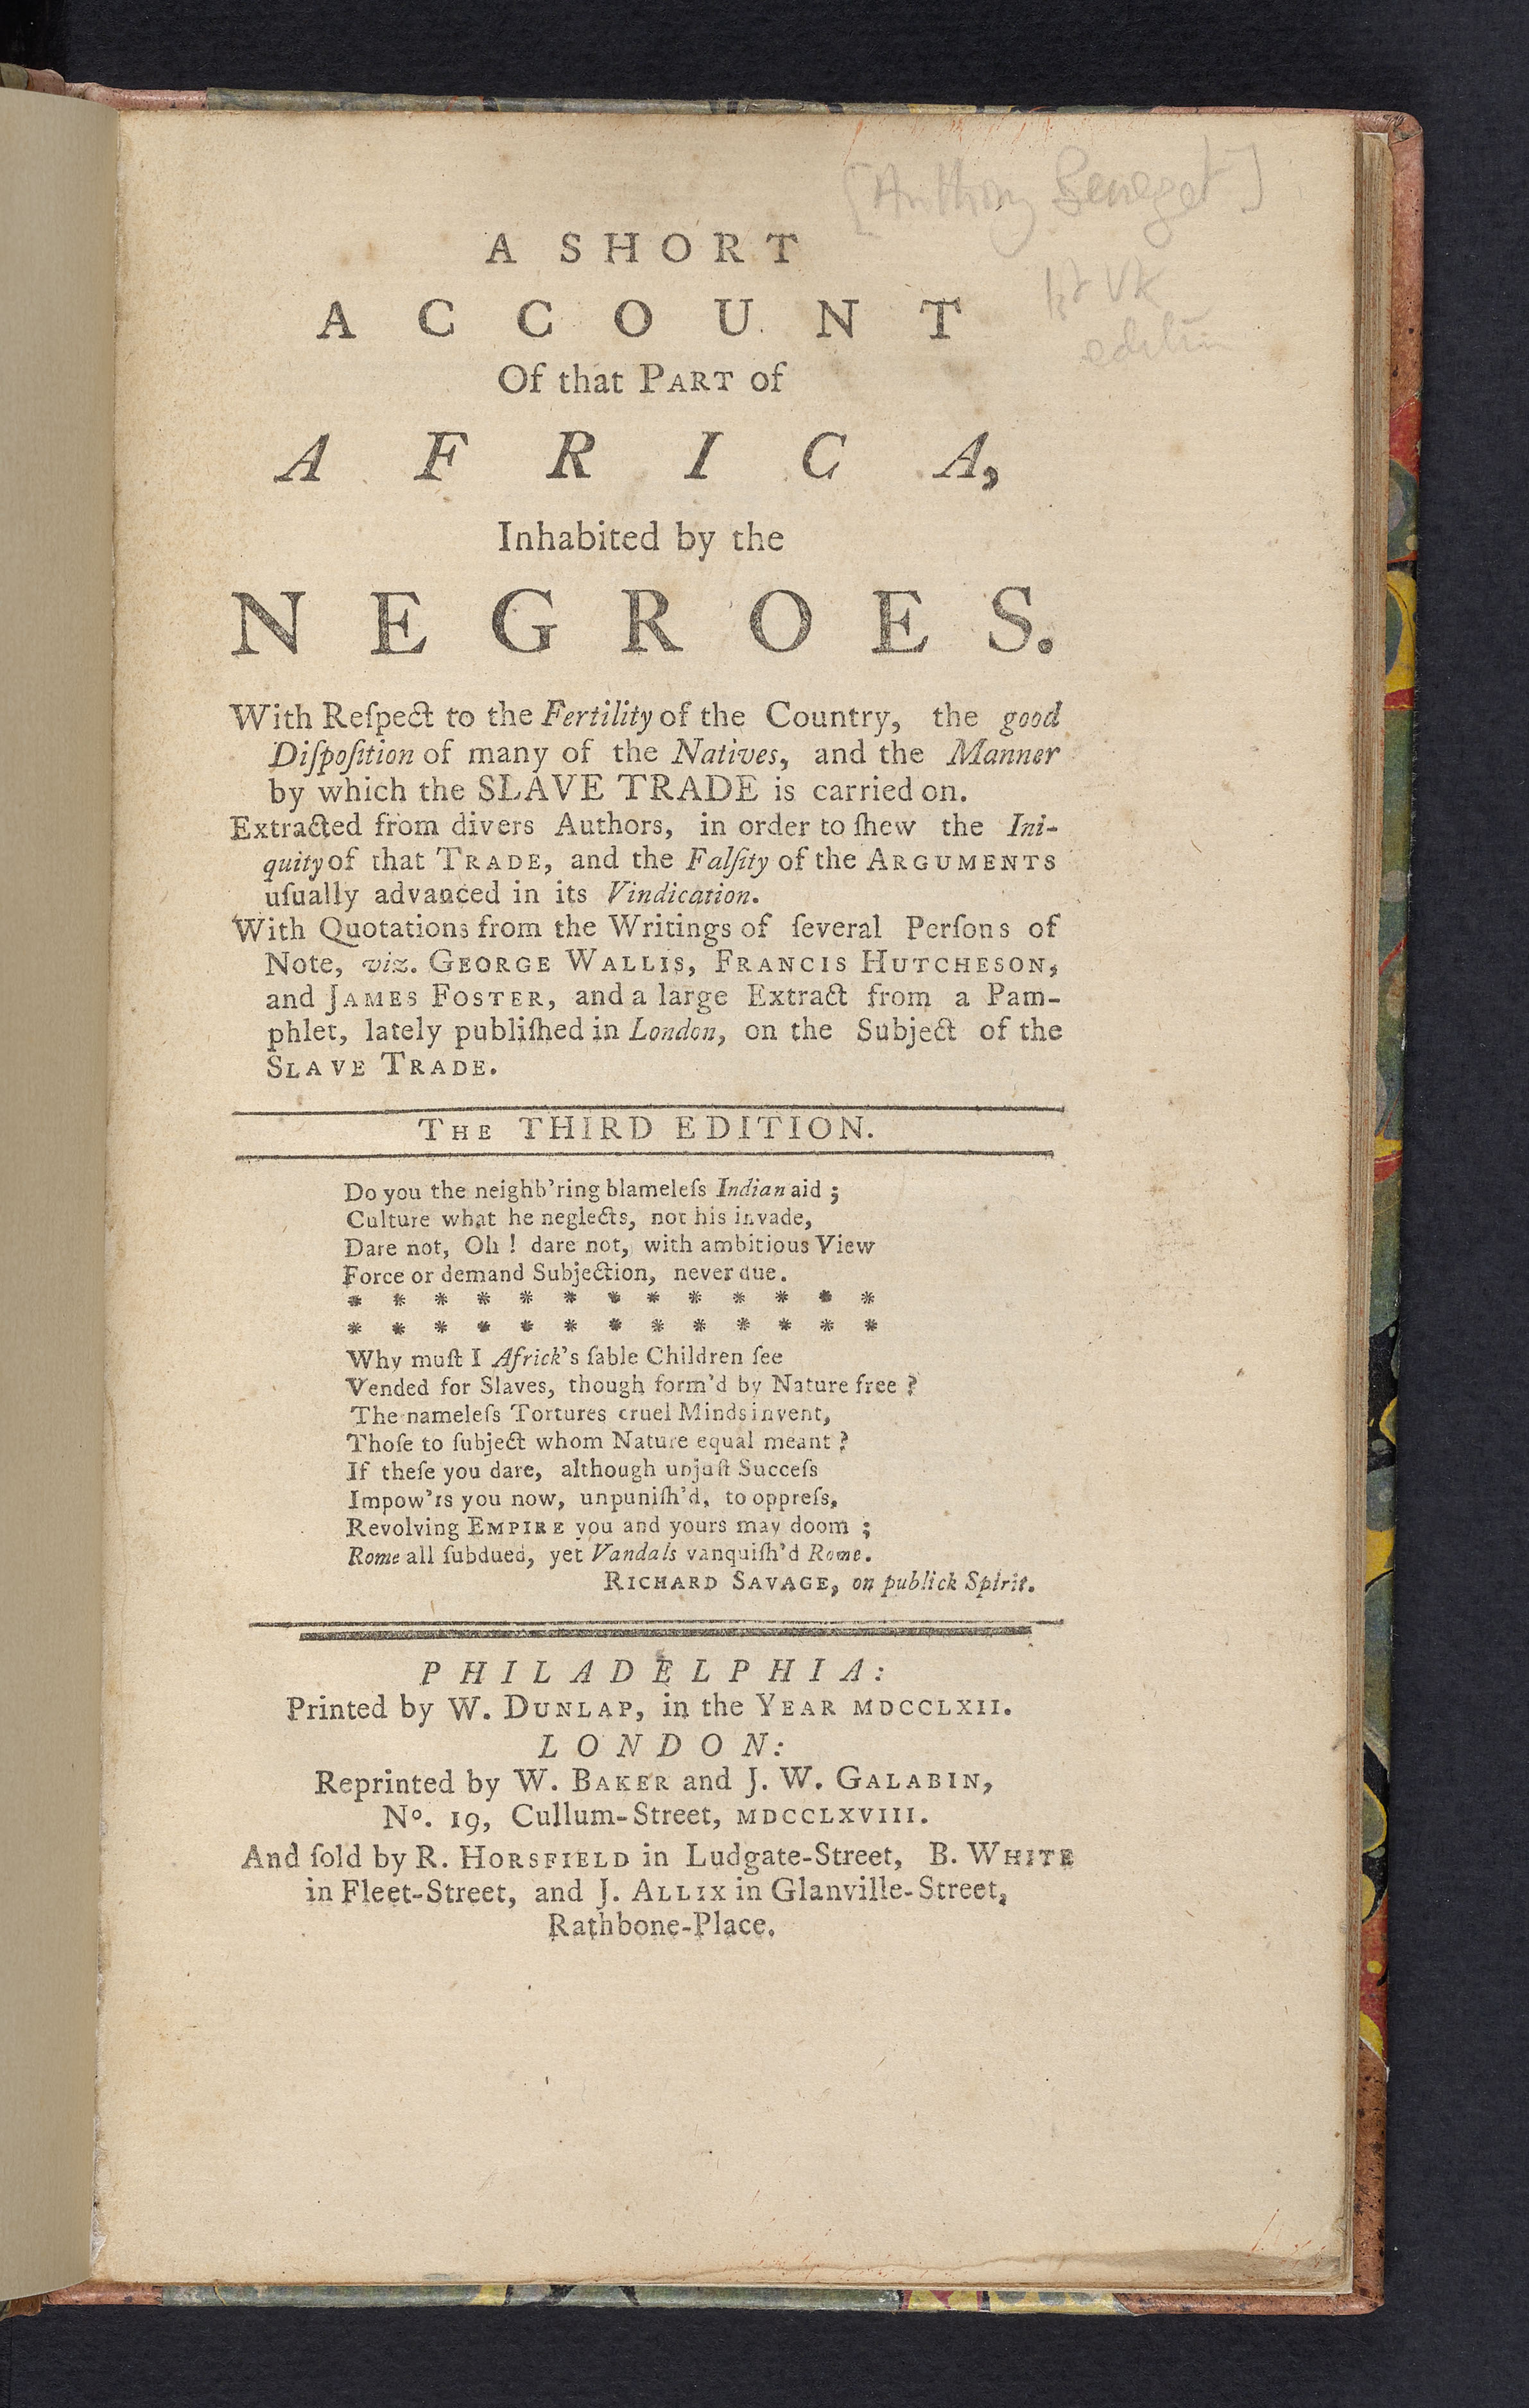 [Anthony Benezet]
1st UK
edition
A SHORT
ACCOUNT
Of that PART of
AFRICA,
Inhabited by the
NEGROES.
With Reſpect to the Fertility of the Country, the good
Diſpoſition of many of the Natives, and the Manner
by which the SLAVE TRADE is carried on.
Extracted from divers Authors, in order to ſhew the Ini-
quity of that TRADE, and the Falſity of the ARGUMENTS
uſually advanced in its Vindication.
With Quotations from the Writings of ſeveral Perſons of
Note, viz. GEORGE WALLIS, FRANCIS HUTCHESON,
and JAMES FOSTER, and a large Extract from a Pam-
phlet, lately publiſhed in London, on the Subject of the
SLAVE TRADE.
THE THIRD EDITION.
Do you the neighb'ring blameleſs Indian aid ;
Culture what he neglects, not his invade,
Dare not, Oh ! dare not, with ambitious View
Force or demand Subjection, never due.
* * * * * * * * * * * * *
* * * * * * * * * * * * *
Why muſt I Africk's ſable Children ſee
Vended for Slaves, though form'd by Nature free ?
The nameleſs Tortures cruel Minds invent,
Thoſe to ſubject whom Nature equal meant ?
If theſe you dare, although unjuſt Succeſs
Impow'rs you now, unpuniſh'd, to oppreſs,
Revolving EMPIRE you and yours may doom ;
Rome all ſubdued, yet Vandals vanquiſh'd Rome.
RICHARD SAVAGE, on publick Spirit.
PHILADELPHIA:
Printed by W. DUNLAP, in the YEAR MDCCLXII.
LONDON:
Reprinted by W. BAKER and J. W. GALABIN,
Nº. 19, Cullum-Street, MDCCLXVIII.
And ſold by R. HORSFIELD in Ludgate-Street, B. WHITE
in Fleet-Street, and J. ALLIX in Glanville-Street,
Rathbone-Place.